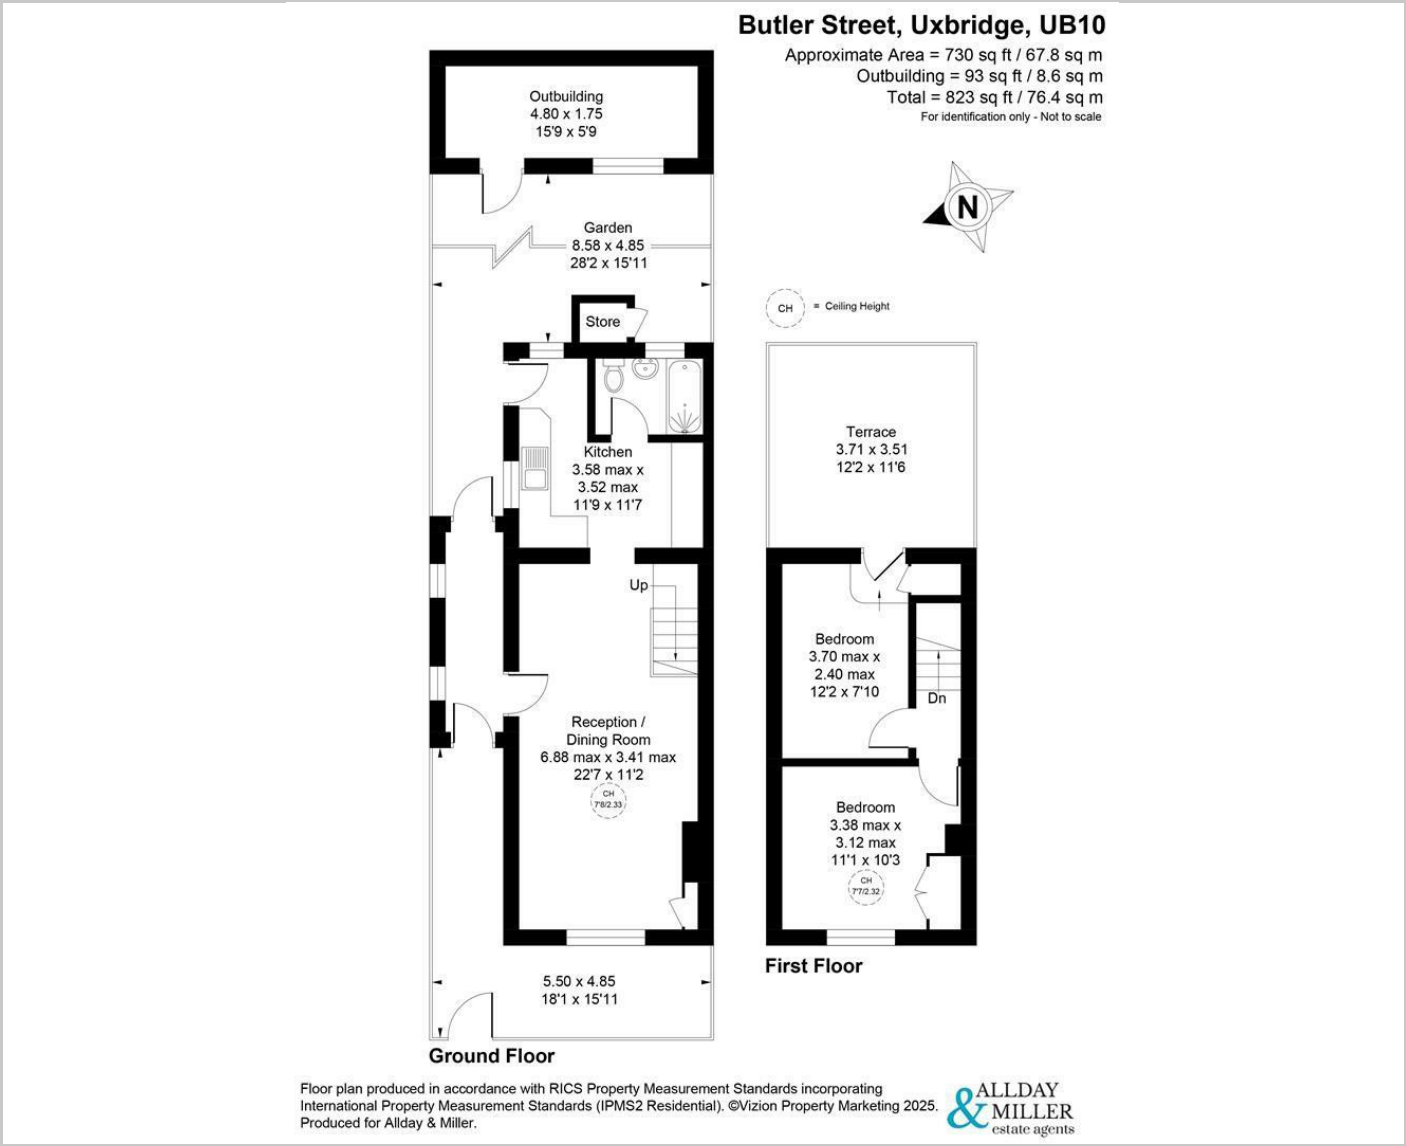 Butler Street, Uxbridge, UB10
Approximate Area = 730 sq ft / 67.8 sq m
Outbuilding = 93 sq ft / 8.6 sq m
Total = 823 sq ft / 76.4 sq m
For identification only - Not to scale
N
CH
= Ceiling Height
Outbuilding
4.80 x 1.75
15'9 x 5'9
Garden
8.58 x 4.85
28'2 x 15'11
Store
Kitchen
3.58 max x
3.52 max
11'9 x 11'7
Up
Reception /
Dining Room
6.88 max x 3.41 max
22'7 x 11'2
CH
7'8/2.33
5.50 x 4.85
18'1 x 15'11
Ground Floor
Terrace
3.71 x 3.51
12'2 x 11'6
Bedroom
3.70 max x
2.40 max
12'2 x 7'10
Dn
Bedroom
3.38 max x
3.12 max
11'1 x 10'3
CH
7'7/2.32
First Floor
Floor plan produced in accordance with RICS Property Measurement Standards incorporating
International Property Measurement Standards (IPMS2 Residential). ©Vizion Property Marketing 2025.
Produced for Allday & Miller.
ALLDAY
& MILLER
estate agents